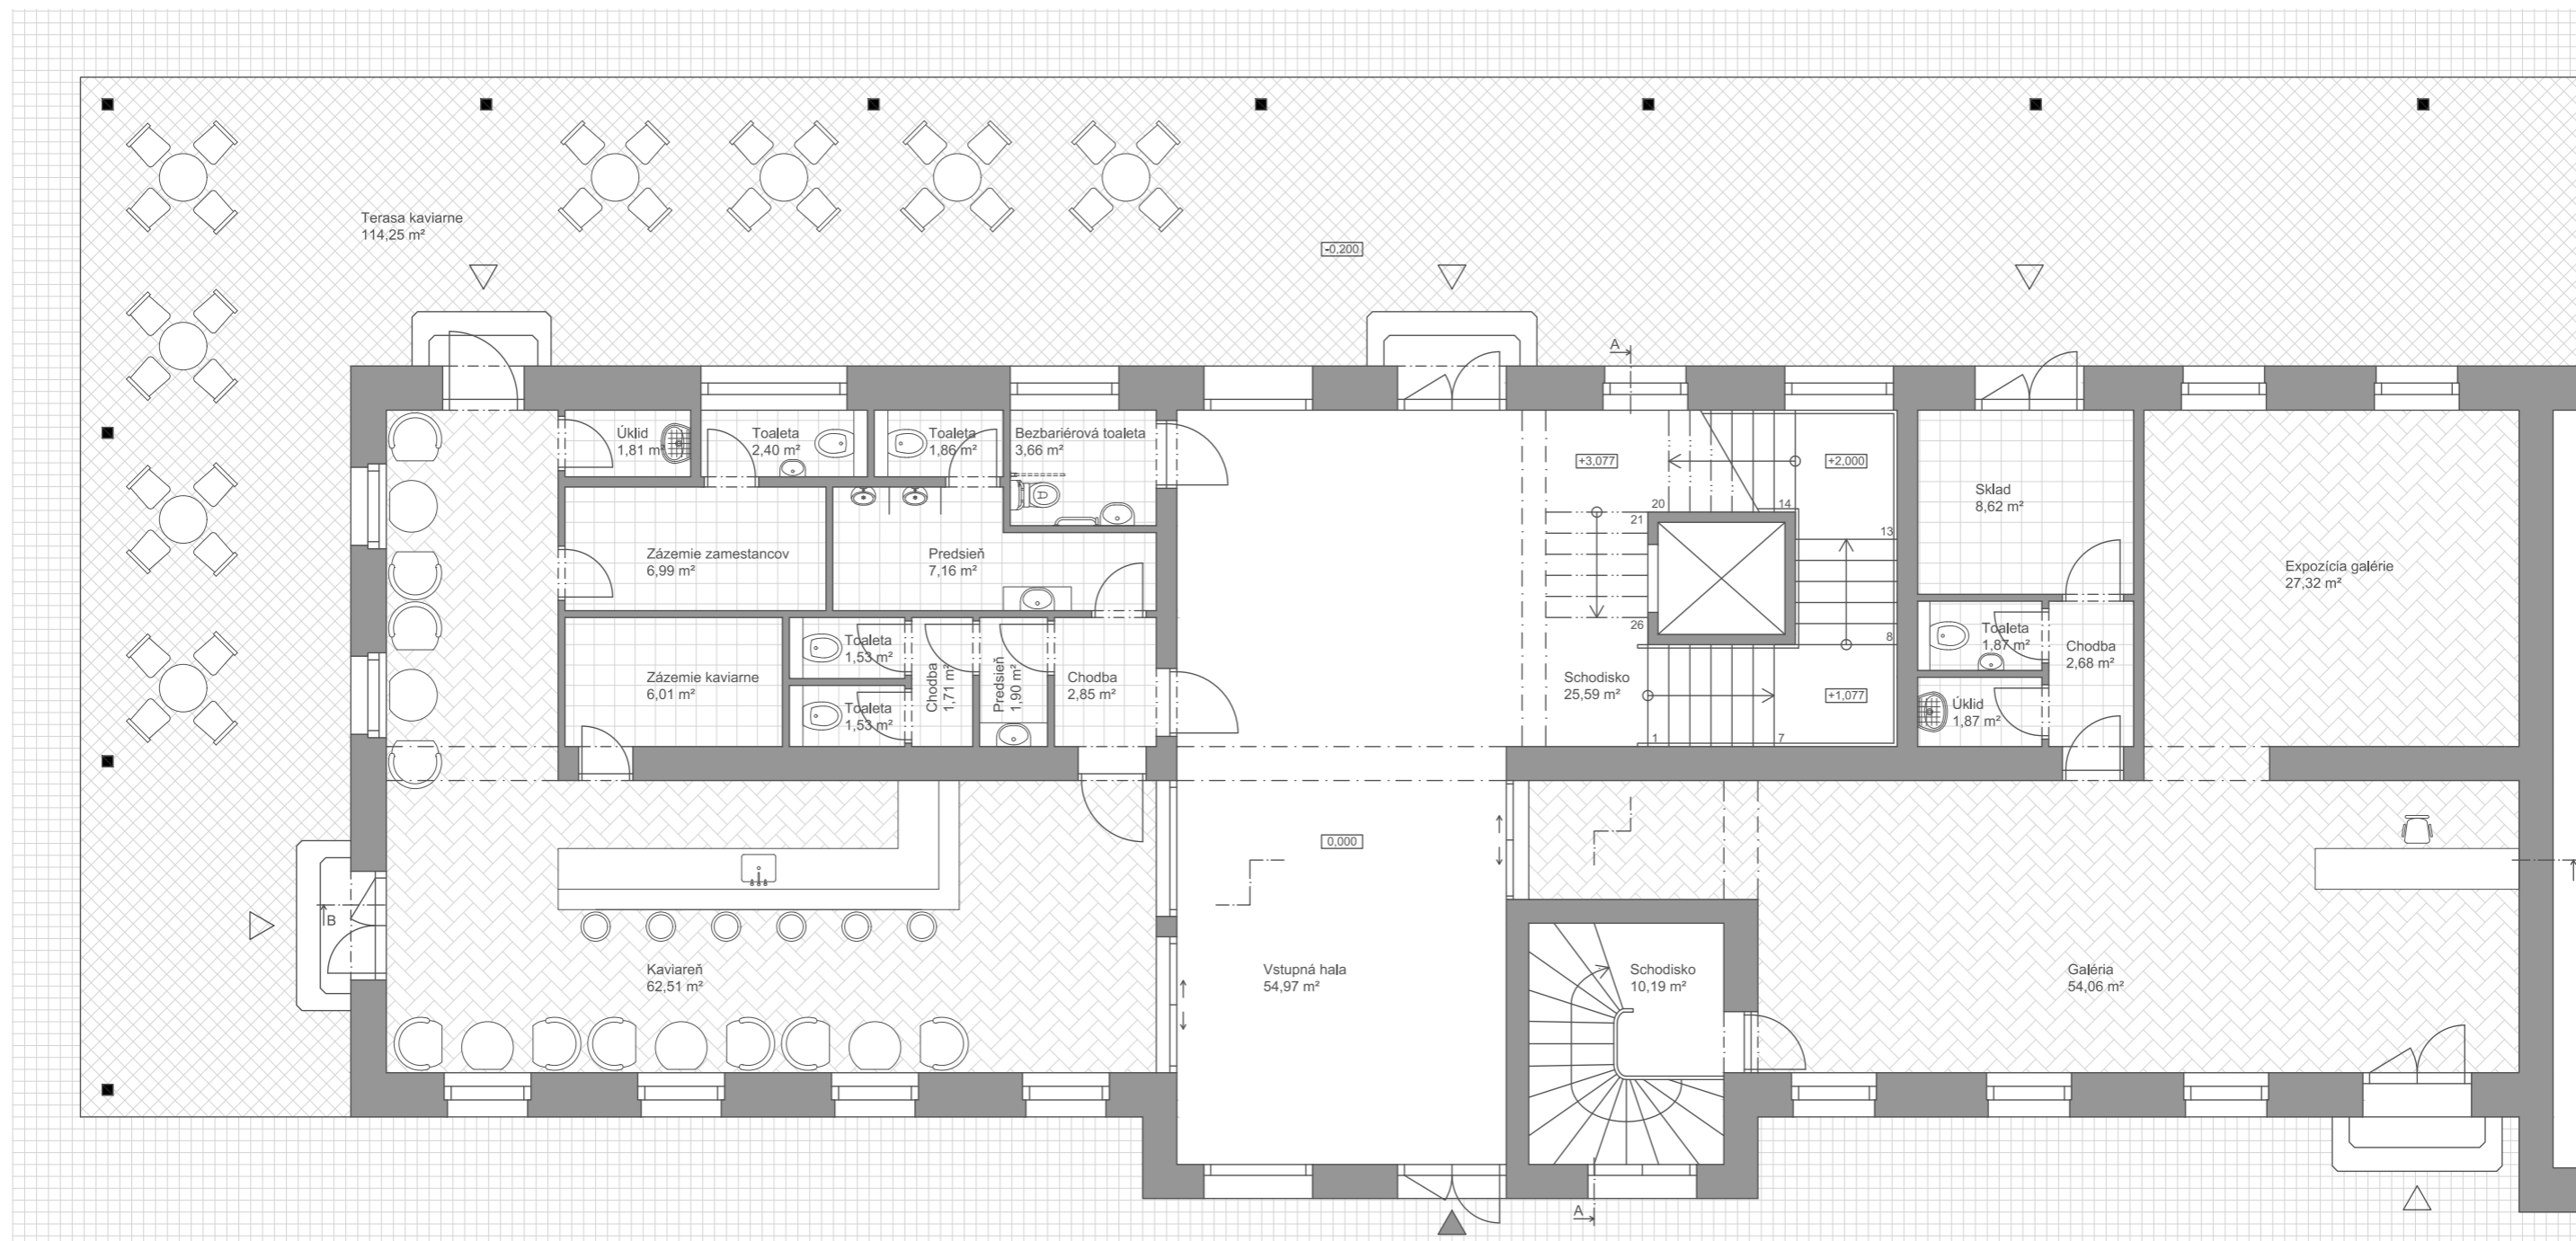 Terasa kaviarne
114,25 m²
-0,200
A
Úklid
1,81 m²
Toaleta
2,40 m²
Toaleta
1,86 m²
Bezbariérová toaleta
3,66 m²
+3,077
+2,000
20
14
21
13
Sklad
8,62 m²
Zázemie zamestancov
6,99 m²
Predsieň
7,16 m²
Expozícia galérie
27,32 m²
26
8
Toaleta
1,53 m²
Toaleta
1,87 m²
Chodba
2,68 m²
Zázemie kaviarne
6,01 m²
Chodba
1,71 m²
Predsieň
1,90 m²
Chodba
2,85 m²
Schodisko
25,59 m²
+1,077
Toaleta
1,53 m²
Úklid
1,87 m²
1
7
0,000
B
Kaviareň
62,51 m²
Vstupná hala
54,97 m²
Schodisko
10,19 m²
Galéria
54,06 m²
A